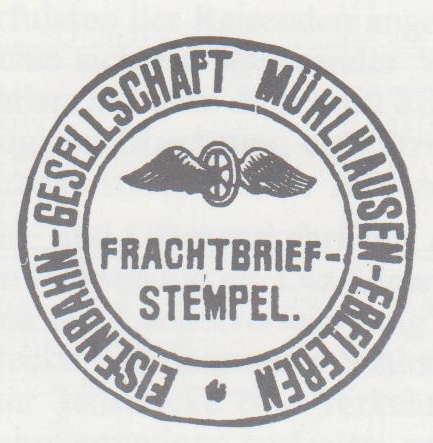 EISENBAHN-GESELLSCHAFT MÜHLHAUSEN-EBELEBEN
FRACHTBRIEF-
STEMPEL.